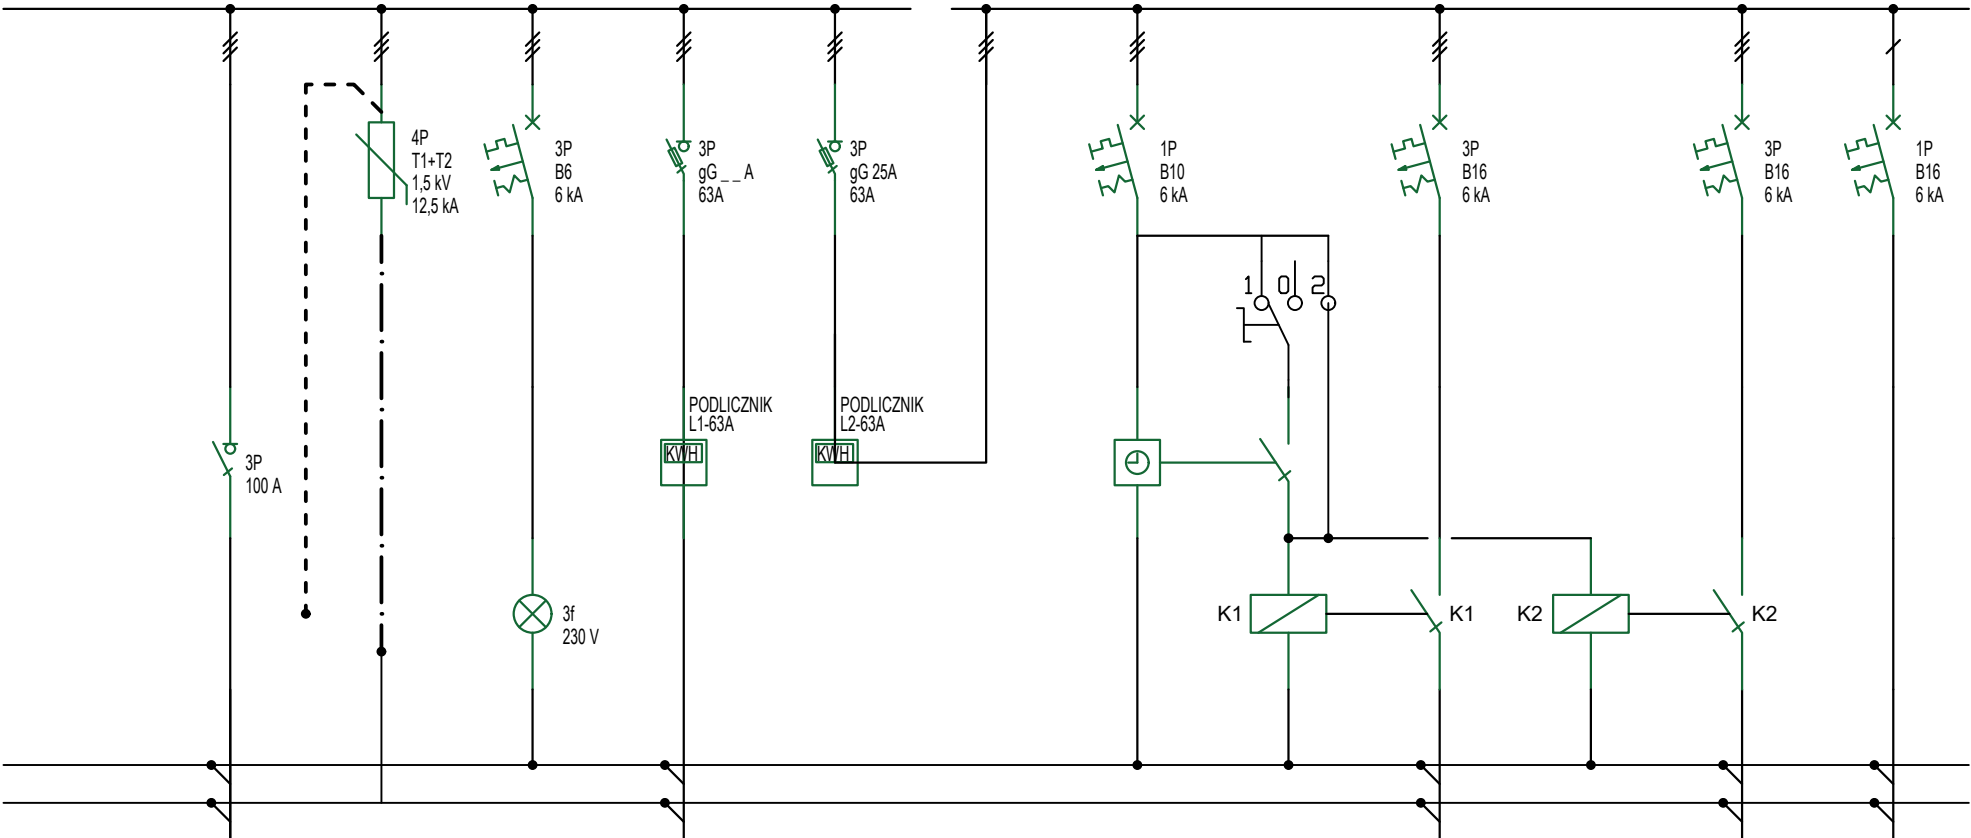 4P
T1+T2
1,5 kV
12,5 kA
3P
B6
6 kA
3P
gG _ _ A
63A
3P
gG 25A
63A
1P
B10
6 kA
3P
B16
6 kA
3P
B16
6 kA
1P
B16
6 kA
1 0 2
PODLICZNIK
L1-63A
KWH
PODLICZNIK
L2-63A
KWH
3P
100 A
3f
230 V
K1
K1
K2
K2